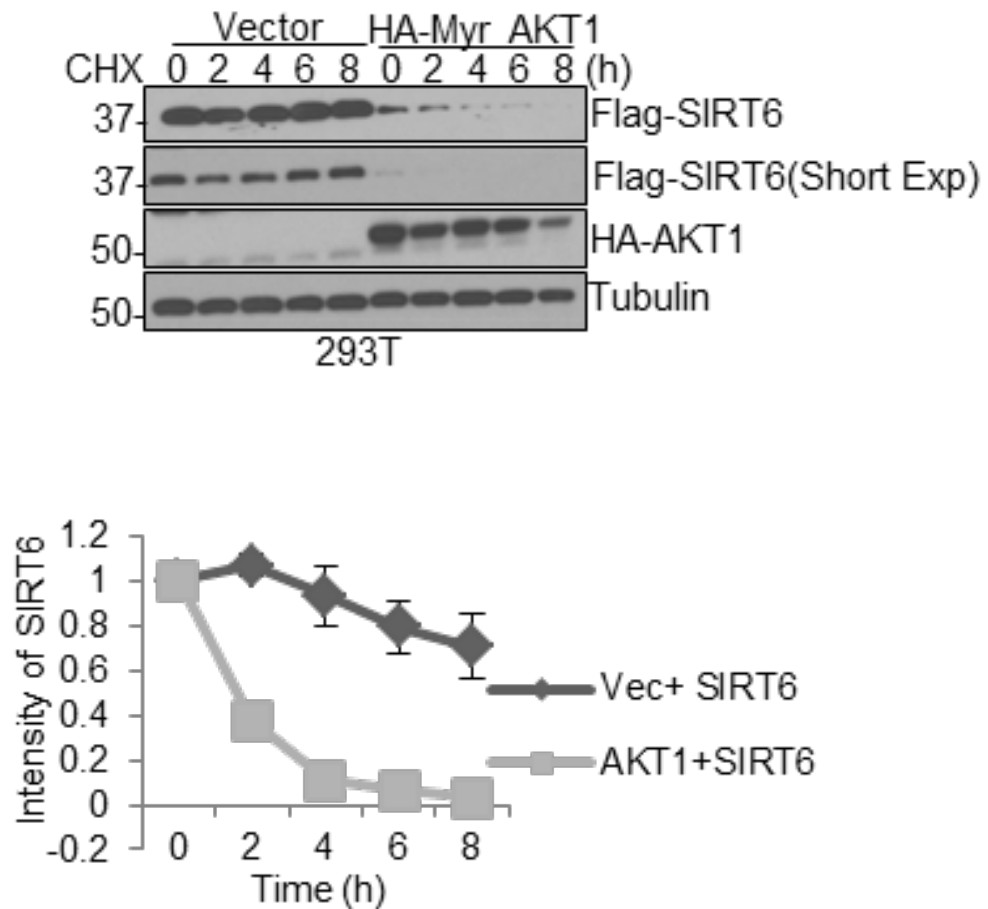 Vector HA-Myr AKT1
CHX 0 2 4 6 8 0 2 4 6 8 (h)
37 Flag-SIRT6
37 Flag-SIRT6(Short Exp)
50 HA-AKT1
50 Tubulin
293T
Intensity of SIRT6
1.2
1
0.8
0.6
0.4
0.2
0
-0.2
0 2 4 6 8
Time (h)
Vec+ SIRT6
AKT1+SIRT6